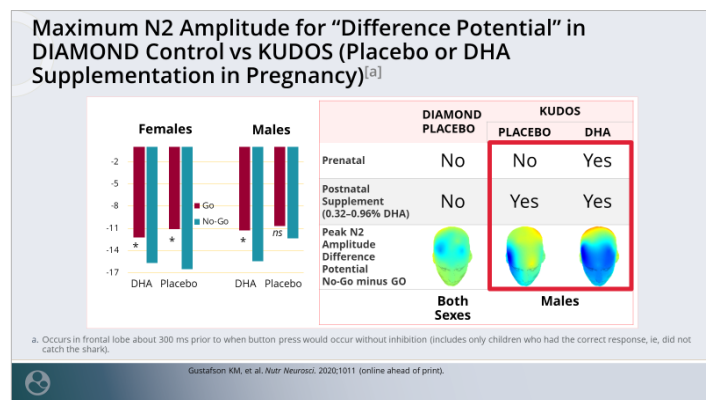 Maximum N2 Amplitude for “Difference Potential” in
DIAMOND Control vs KUDOS (Placebo or DHA
Supplementation in Pregnancy)[a]
Females Males
-2
-5
-8
-11
-14
-17
Go
No-Go
* * * ns
DHA Placebo DHA Placebo
DIAMOND PLACEBO
KUDOS
PLACEBO DHA
Prenatal No No Yes
Postnatal Supplement (0.32–0.96% DHA) No Yes Yes
Peak N2
Amplitude
Difference
Potential
No-Go minus GO
Both Sexes
Males
a. Occurs in frontal lobe about 300 ms prior to when button press would occur without inhibition (includes only children who had the correct response, ie, did not
catch the shark).
Gustafson KM, et al. Nutr Neurosci. 2020;1011 (online ahead of print).